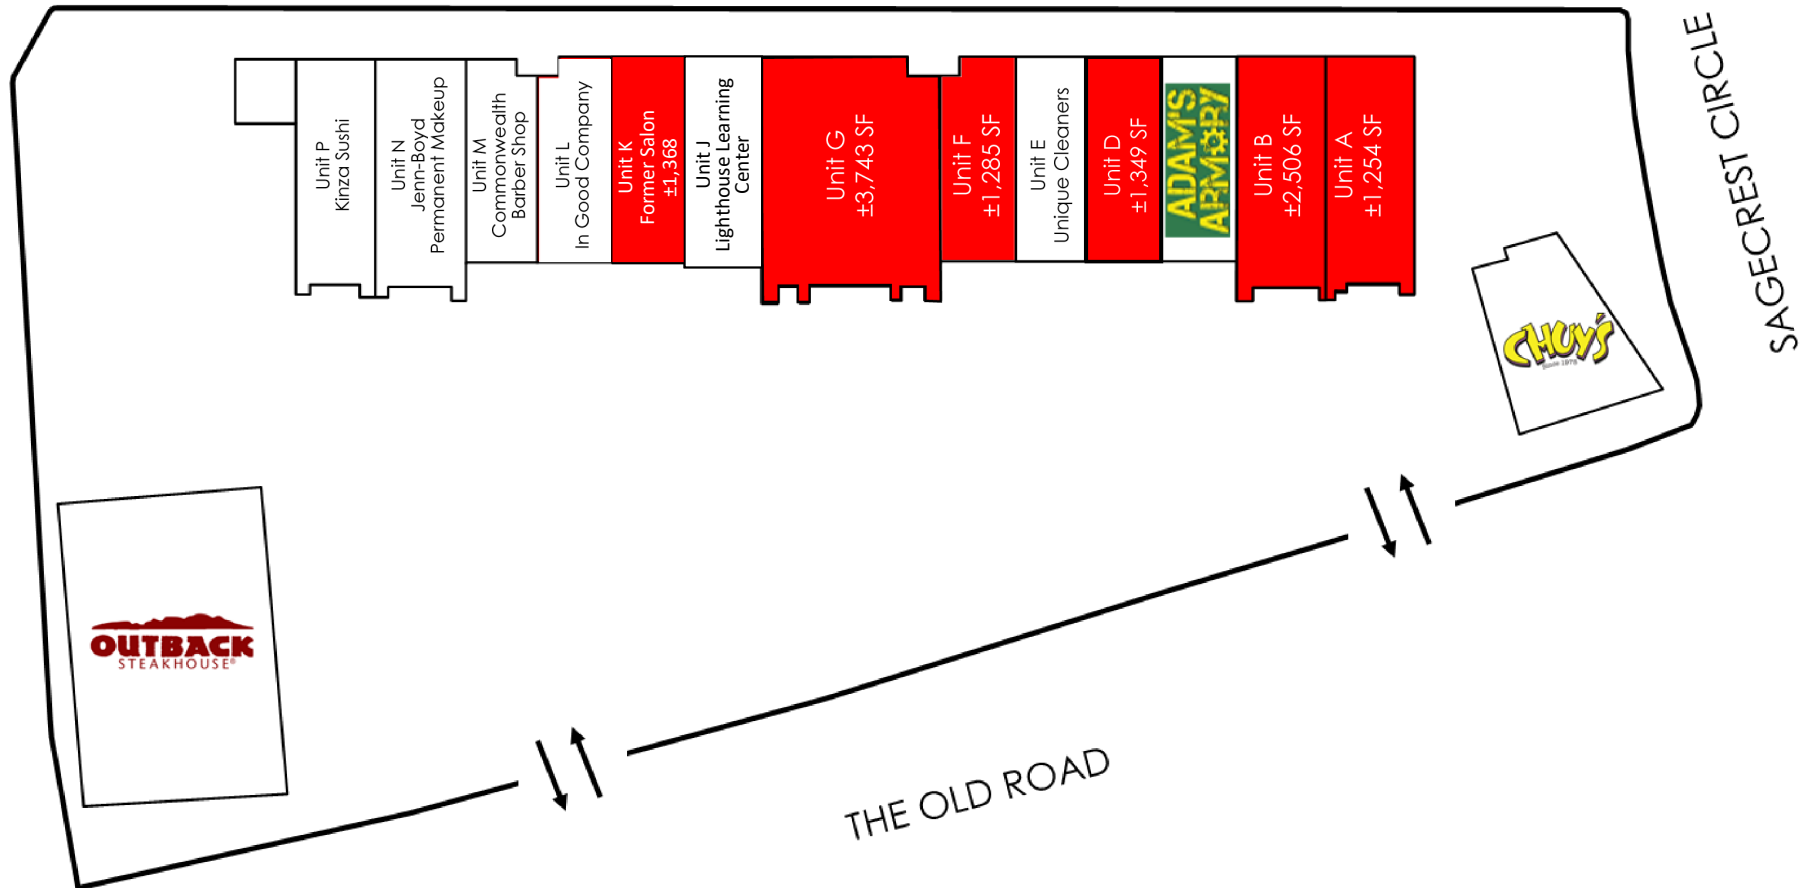 Unit P
Kinza Sushi
Unit N
Jenn-Boyd
Permanent Makeup
Unit M
Commonwealth
Barber Shop
Unit L
In Good Company
Unit K
Former Salon
±1,368
Unit J
Lighthouse Learning
Center
Unit G
±3,743 SF
Unit F
±1,285 SF
Unit E
Unique Cleaners
Unit D
±1,349 SF
ADAM'S
ARMORY
Unit B
±2,506 SF
Unit A
±1,254 SF
SAGECREST CIRCLE
CHUY'S
Since 1976
OUTBACK
STEAKHOUSE®
THE OLD ROAD